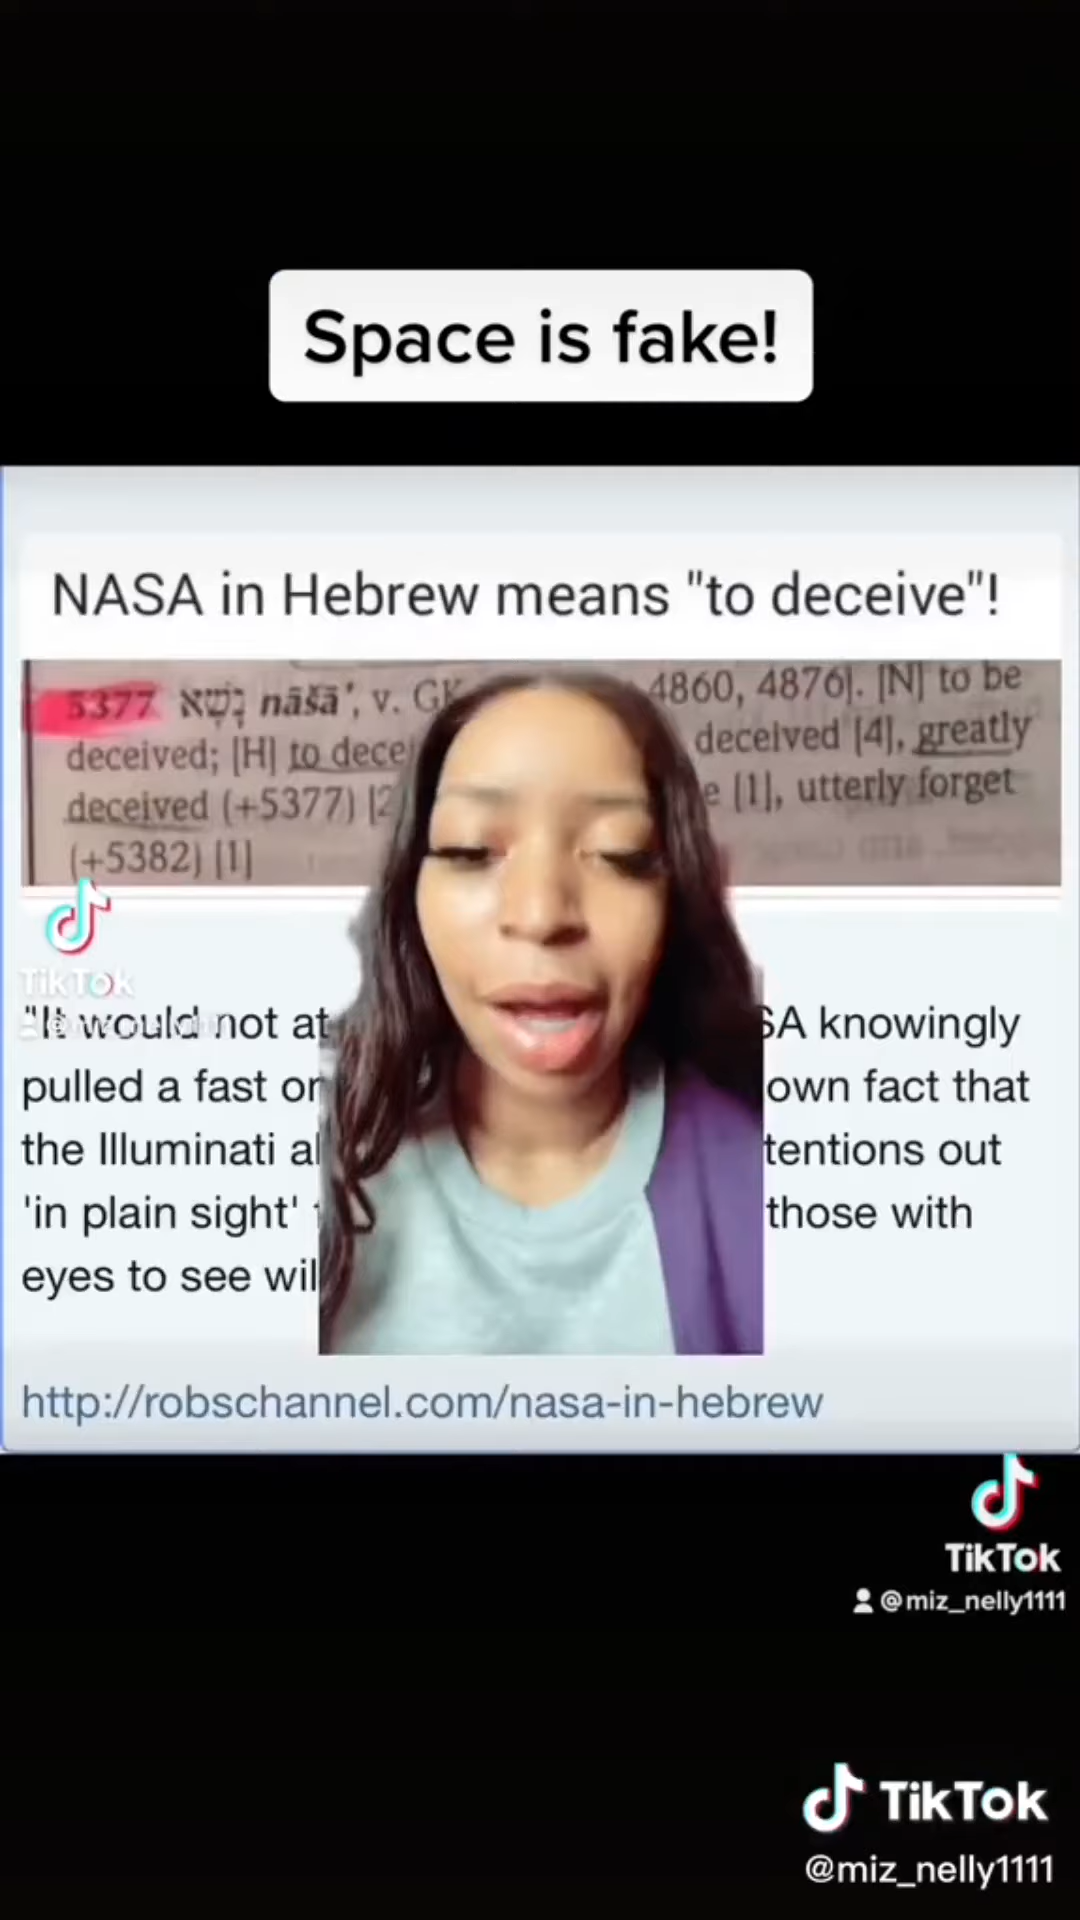 Space is fake!
NASA in Hebrew means "to deceive"!
5377 נָשָׁא nāšā', v. GK 4860, 4876]. [N] to be
deceived; [H] to dece deceived [4], greatly
deceived (+5377) [2 e [1], utterly forget
(+5382) [1]
TikTok
"It would not at SA knowingly
pulled a fast on own fact that
the Illuminati al tentions out
'in plain sight' those with
eyes to see wil
http://robschannel.com/nasa-in-hebrew
TikTok
@miz_nelly1111
TikTok
@miz_nelly1111